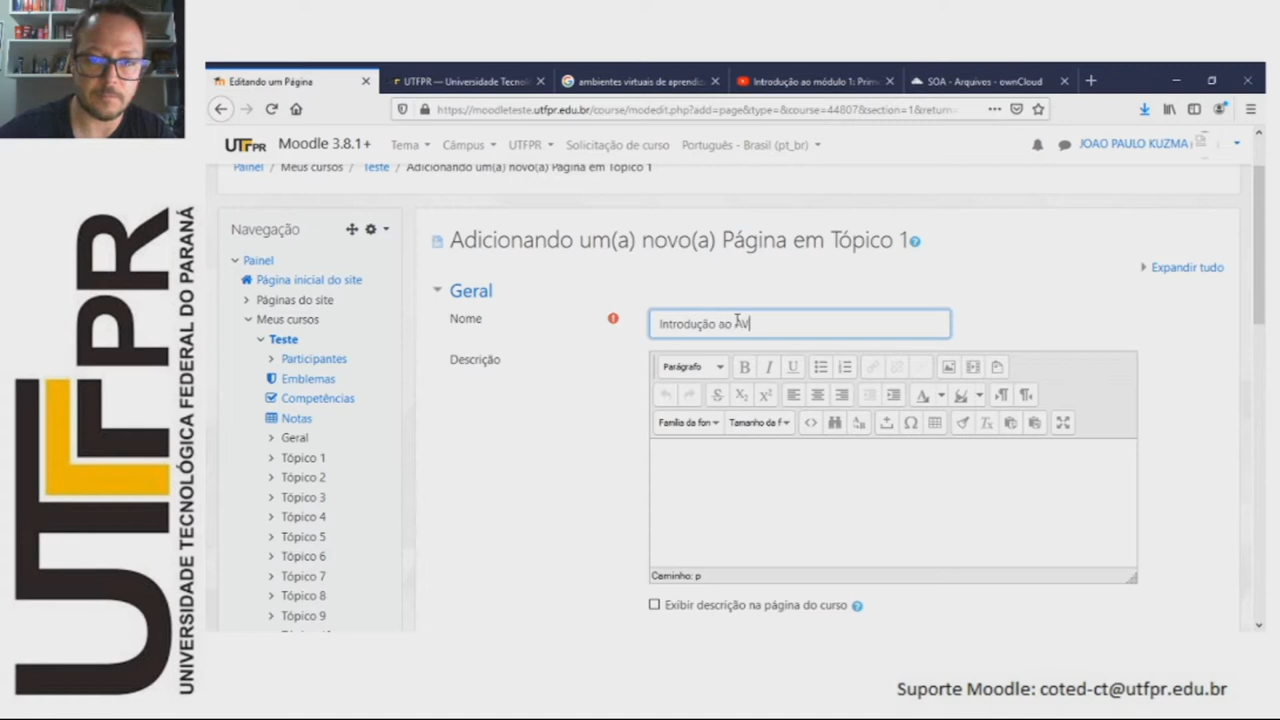 Editando um Página
UTFPR — Universidade Tecnol
ambientes virtuais de aprendiz
Introdução ao módulo 1: Prime
SOA - Arquivos - ownCloud
https://moodleteste.utfpr.edu.br/course/modedit.php?add=page&type=&course=44807&section=1&return=
UTFPR Moodle 3.8.1+ Tema Câmpus UTFPR Solicitação de curso Português - Brasil (pt_br) JOAO PAULO KUZMA
Painel / Meus cursos / Teste / Adicionando um(a) novo(a) Página em Tópico 1
Navegação
Painel
Página inicial do site
Páginas do site
Meus cursos
Teste
Participantes
Emblemas
Competências
Notas
Geral
Tópico 1
Tópico 2
Tópico 3
Tópico 4
Tópico 5
Tópico 6
Tópico 7
Tópico 8
Tópico 9
Adicionando um(a) novo(a) Página em Tópico 1
Expandir tudo
Geral
Nome
Introdução ao AV
Descrição
Parágrafo
Família da fon
Tamanho da f
Caminho: p
Exibir descrição na página do curso
UTFPR
UNIVERSIDADE TECNOLÓGICA FEDERAL DO PARANÁ
Suporte Moodle: coted-ct@utfpr.edu.br